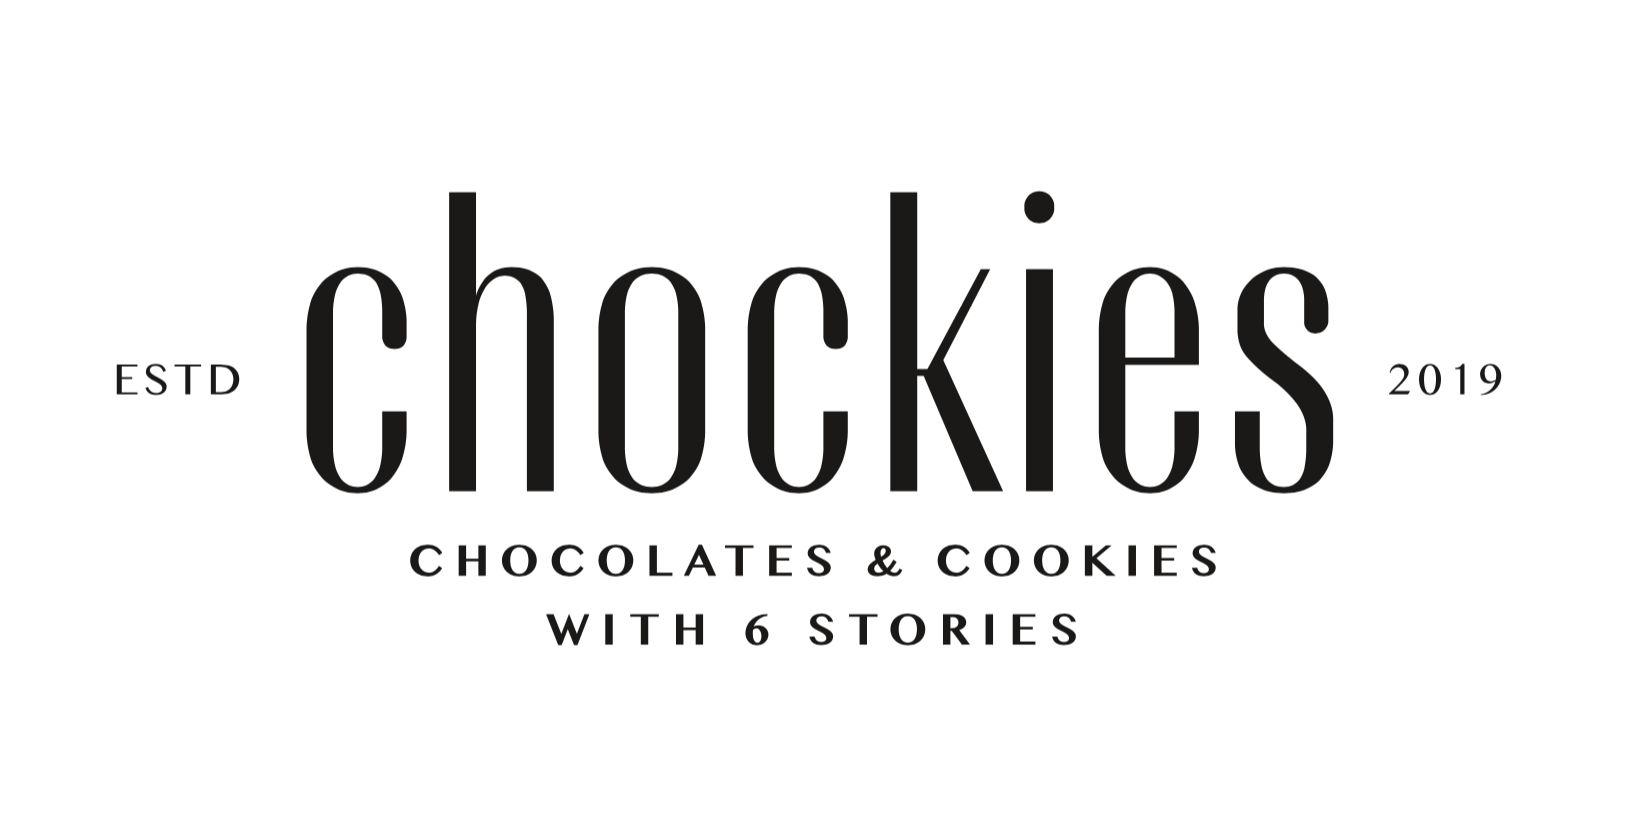 ESTD chockies 2019
CHOCOLATES & COOKIES
WITH 6 STORIES